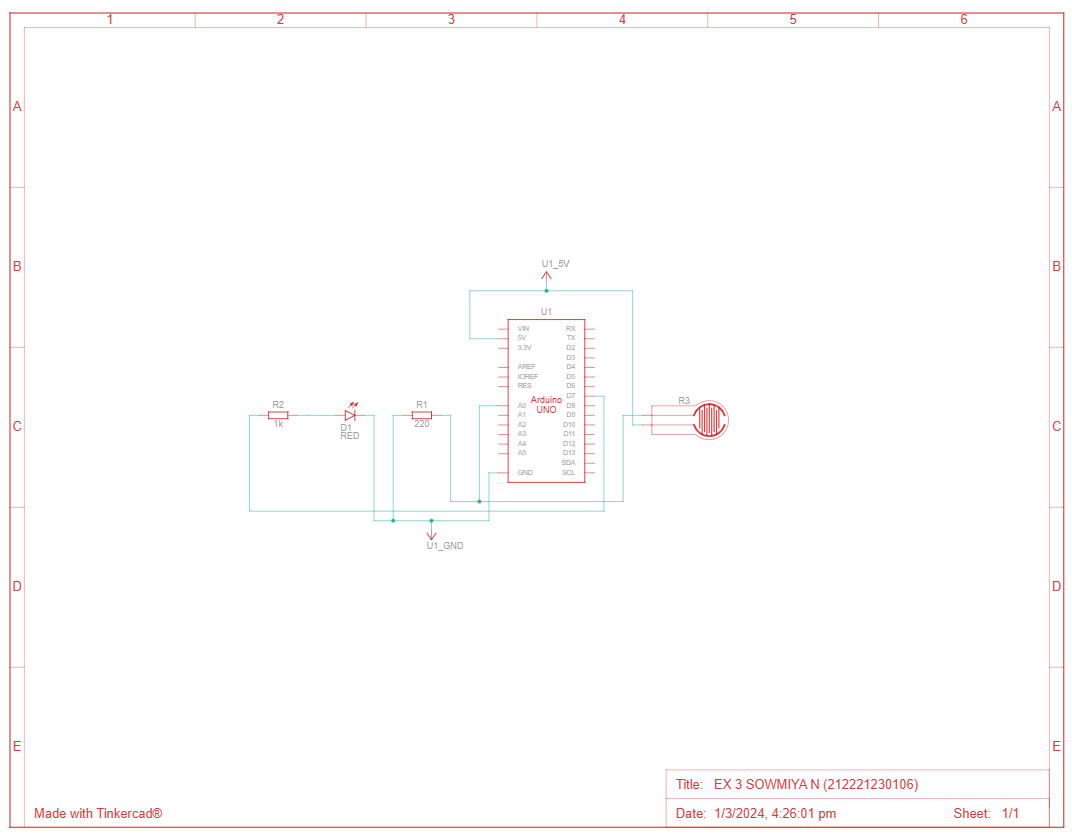 1 2 3 4 5 6
A A
B B
U1_5V
U1
VIN RX
5V TX
3.3V D2
D3
AREF D4
IOREF D5
RES D6
D7
Arduino
UNO
A0 D8
A1 D9
A2 D10
A3 D11
A4 D12
A5 D13
SDA
GND SCL
R2
1k
D1
RED
R1
220
R3
C C
U1_GND
D D
E E
Title: EX 3 SOWMIYA N (212221230106)
Made with Tinkercad®
Date: 1/3/2024, 4:26:01 pm Sheet: 1/1